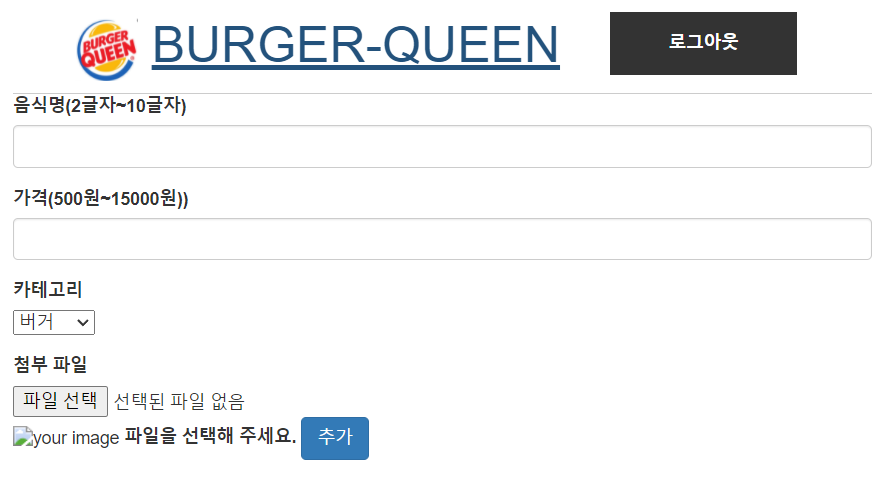 BURGER QUEEN BURGER-QUEEN 로그아웃
음식명(2글자~10글자)
가격(500원~15000원))
카테고리
버거
첨부 파일
파일 선택 선택된 파일 없음
your image 파일을 선택해 주세요. 추가